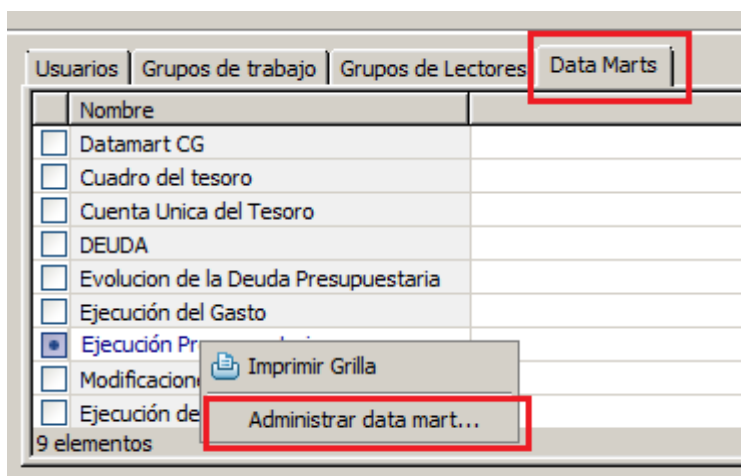 Usuarios
Grupos de trabajo
Grupos de Lectores
Data Marts
Nombre
Datamart CG
Cuadro del tesoro
Cuenta Unica del Tesoro
DEUDA
Evolucion de la Deuda Presupuestaria
Ejecución del Gasto
Ejecución
Imprimir Grilla
Ejecución de
Administrar data mart...
9 elementos